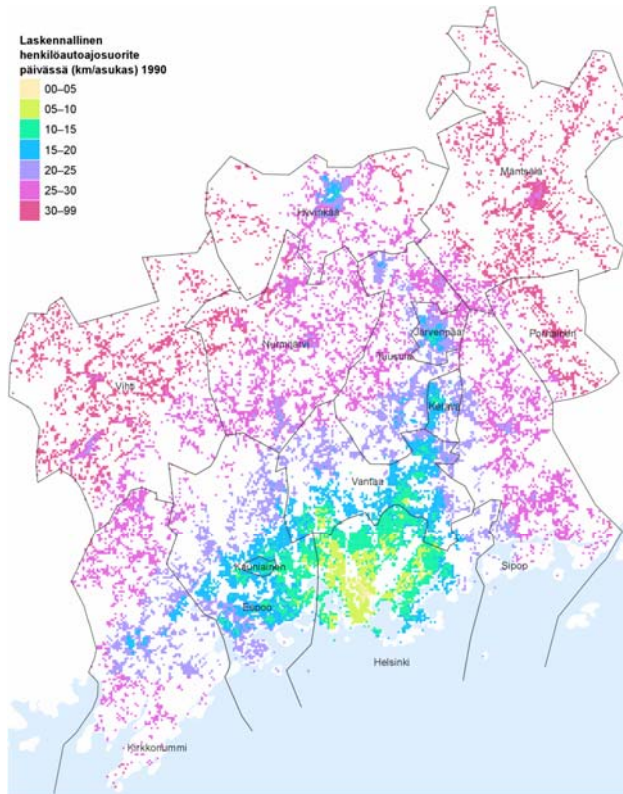 Laskennallinen
henkilöautoajosuorite
päivässä (km/asukas) 1990
00–05
05–10
10–15
15–20
20–25
25–30
30–99
Mäntsälä
Hyvinkää
Järvenpää
Pornainen
Nurmijärvi
Tuusula
Vihti
Kerava
Vantaa
Kauniainen
Sipoo
Espoo
Helsinki
Kirkkonummi